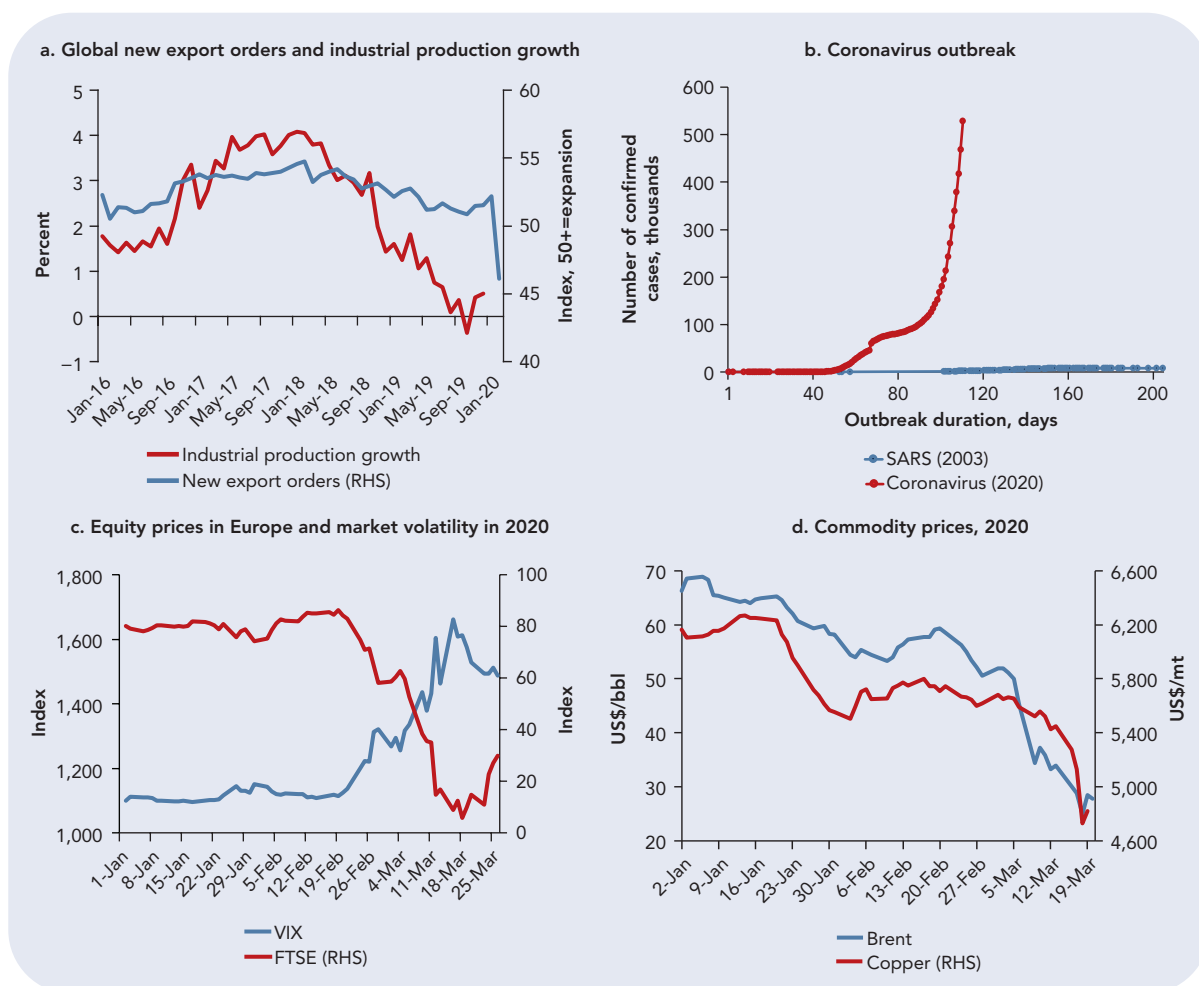 a. Global new export orders and industrial production growth
5
4
3
2
1
0
−1
Percent
60
55
50
45
40
Index, 50+=expansion
Jan-16
May-16
Sep-16
Jan-17
May-17
Sep-17
Jan-18
May-18
Sep-18
Jan-19
May-19
Sep-19
Jan-20
Industrial production growth
New export orders (RHS)
b. Coronavirus outbreak
600
500
400
300
200
100
0
Number of confirmed
cases, thousands
1
40
80
120
160
200
Outbreak duration, days
SARS (2003)
Coronavirus (2020)
c. Equity prices in Europe and market volatility in 2020
1,800
1,600
1,400
1,200
1,000
Index
100
80
60
40
20
0
Index
1-Jan
8-Jan
15-Jan
22-Jan
29-Jan
5-Feb
12-Feb
19-Feb
26-Feb
4-Mar
11-Mar
18-Mar
25-Mar
VIX
FTSE (RHS)
d. Commodity prices, 2020
70
60
50
40
30
20
US$/bbl
6,600
6,200
5,800
5,400
5,000
4,600
US$/mt
2-Jan
9-Jan
16-Jan
23-Jan
30-Jan
6-Feb
13-Feb
20-Feb
27-Feb
5-Mar
12-Mar
19-Mar
Brent
Copper (RHS)